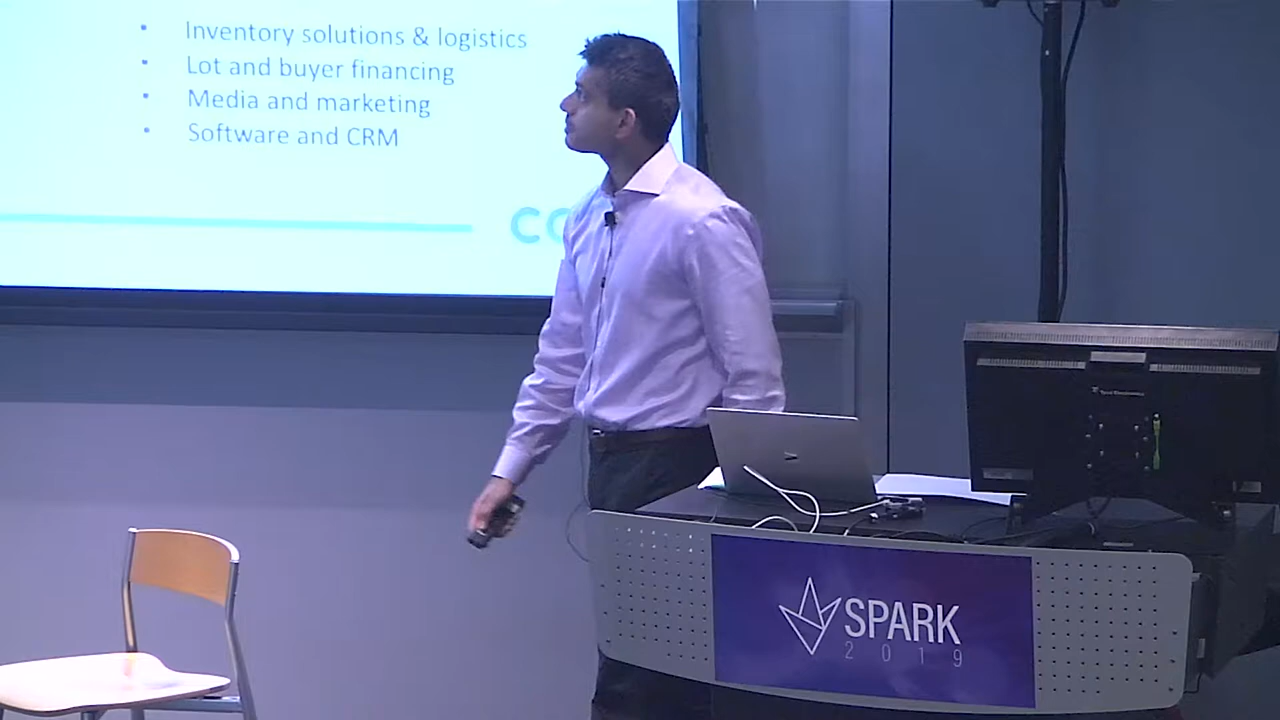 Inventory solutions & logistics
Lot and buyer financing
Media and marketing
Software and CRM
SPARK
2019